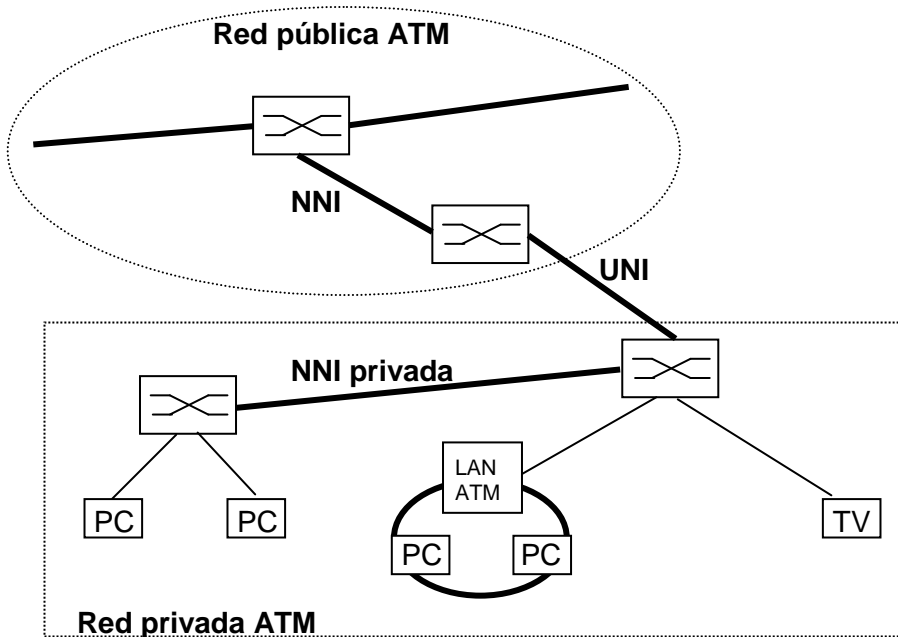 Red pública ATM
NNI
UNI
NNI privada
LAN
ATM
PC
PC
PC
PC
TV
Red privada ATM